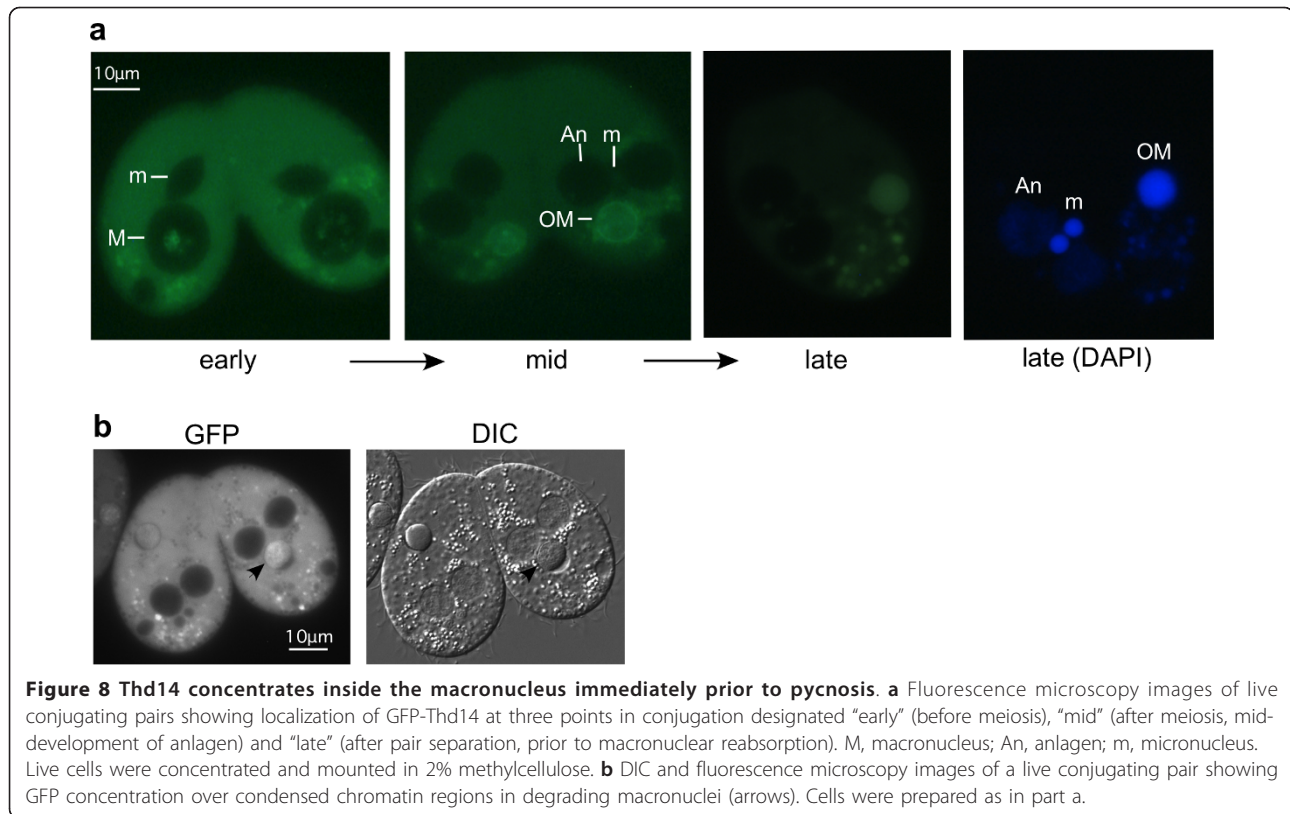 a
10µm
m
M
An m
OM
OM
An
m
early
mid
late
late (DAPI)
b
GFP
DIC
10µm
Figure 8 Thd14 concentrates inside the macronucleus immediately prior to pycnosis. a Fluorescence microscopy images of live
conjugating pairs showing localization of GFP-Thd14 at three points in conjugation designated “early” (before meiosis), “mid” (after meiosis, mid-
development of anlagen) and “late” (after pair separation, prior to macronuclear reabsorption). M, macronucleus; An, anlagen; m, micronucleus.
Live cells were concentrated and mounted in 2% methylcellulose. b DIC and fluorescence microscopy images of a live conjugating pair showing
GFP concentration over condensed chromatin regions in degrading macronuclei (arrows). Cells were prepared as in part a.